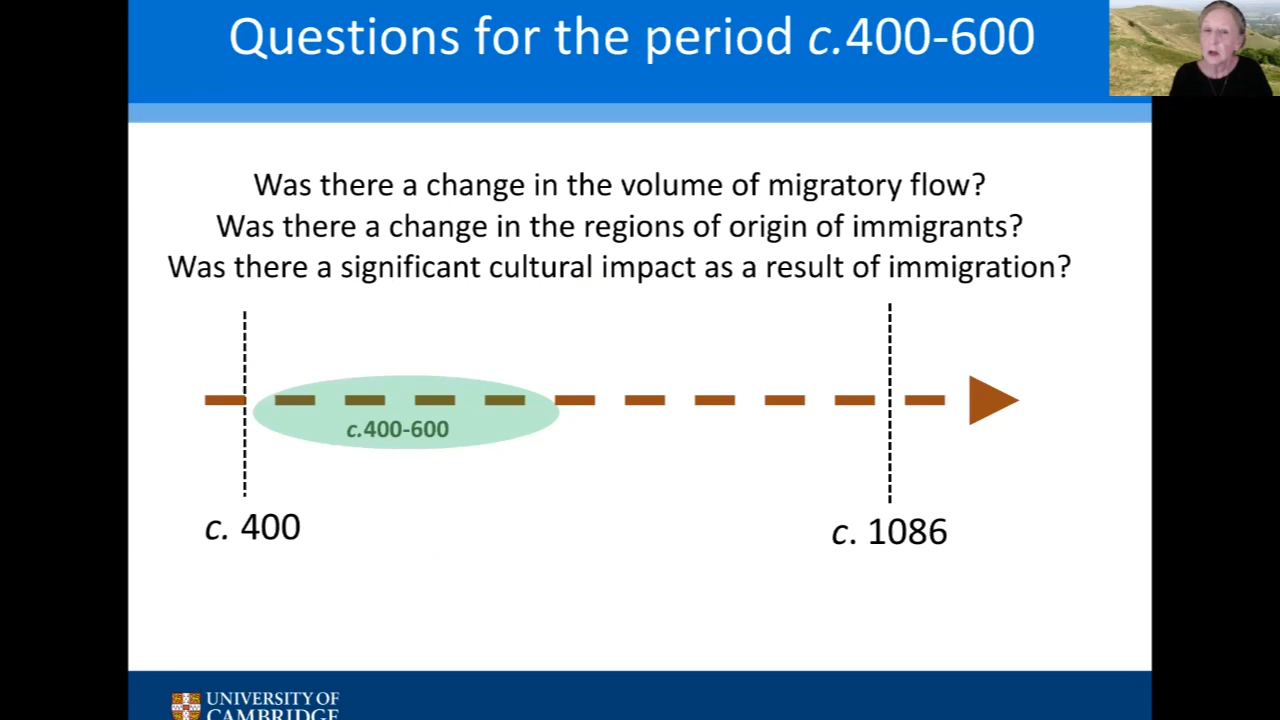 Questions for the period c.400-600
Was there a change in the volume of migratory flow?
Was there a change in the regions of origin of immigrants?
Was there a significant cultural impact as a result of immigration?
c.400-600
c. 400
c. 1086
UNIVERSITY OF
CAMBRIDGE